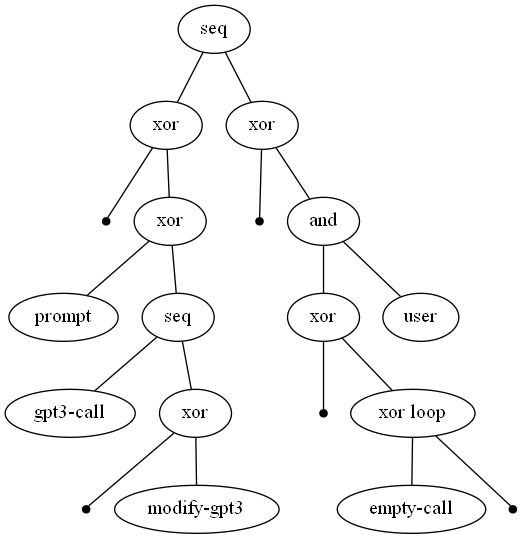 seq
xor xor
xor and
prompt seq xor user
gpt3-call xor xor loop
modify-gpt3 empty-call